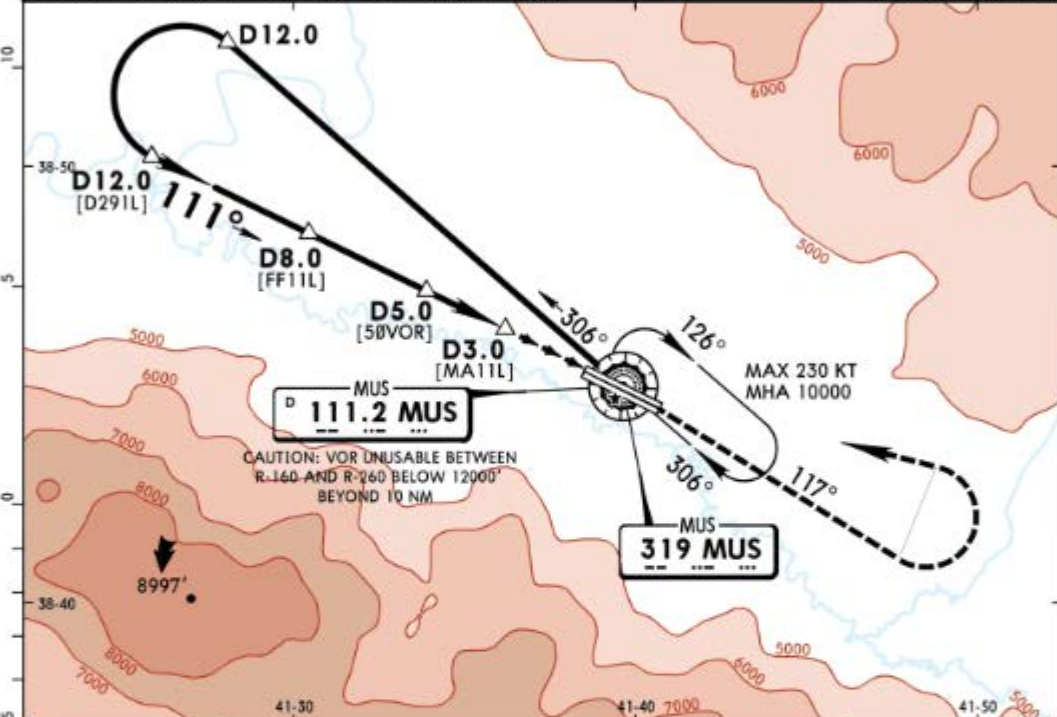 D12.0
6000
10
38-50
D12.0
[D291L]
111°
6000
5000
D8.0
[FF11L]
5
D5.0
[5ØVOR]
306°
126°
D3.0
[MA11L]
MAX 230 KT
MHA 10000
5000
6000
MUS
D 111.2 MUS
CAUTION: VOR UNUSABLE BETWEEN
R-160 AND R-260 BELOW 12000'
BEYOND 10 NM
7000
8000
306°
117°
0
MUS
319 MUS
8997'
38-40
5000
8000
7000
6000
5000
41-30
41-40
7000
41-50
5